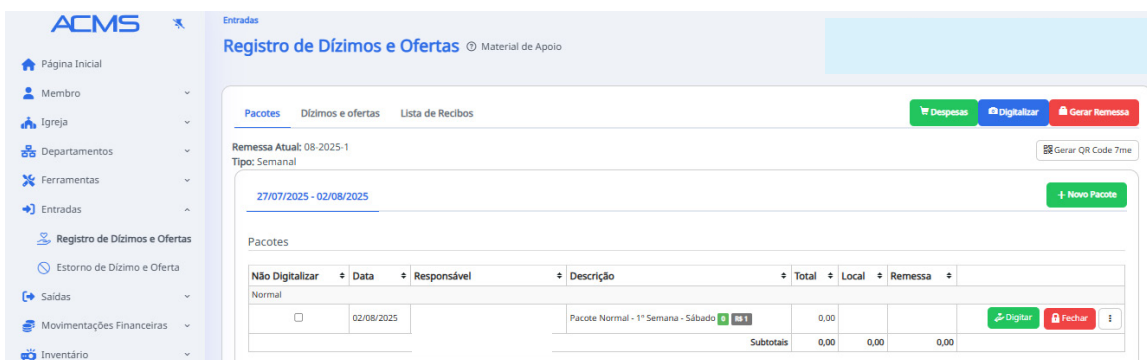 ACMS
Página Inicial
Membro
Igreja
Departamentos
Ferramentas
Entradas
Registro de Dízimos e Ofertas
Estorno de Dízimo e Oferta
Saídas
Movimentações Financeiras
Inventário
Entradas
Registro de Dízimos e Ofertas Material de Apoio
Pacotes Dízimos e ofertas Lista de Recibos Despesas Digitalizar Gerar Remessa
Remessa Atual: 08-2025-1 Gerar QR Code 7me
Tipo: Semanal
27/07/2025 - 02/08/2025 + Novo Pacote
Pacotes
Não Digitalizar Data Responsável Descrição Total Local Remessa
Normal
02/08/2025 Pacote Normal - 1º Semana - Sábado 0 R$ 1 0,00 Digitar Fechar
Subtotais 0,00 0,00 0,00